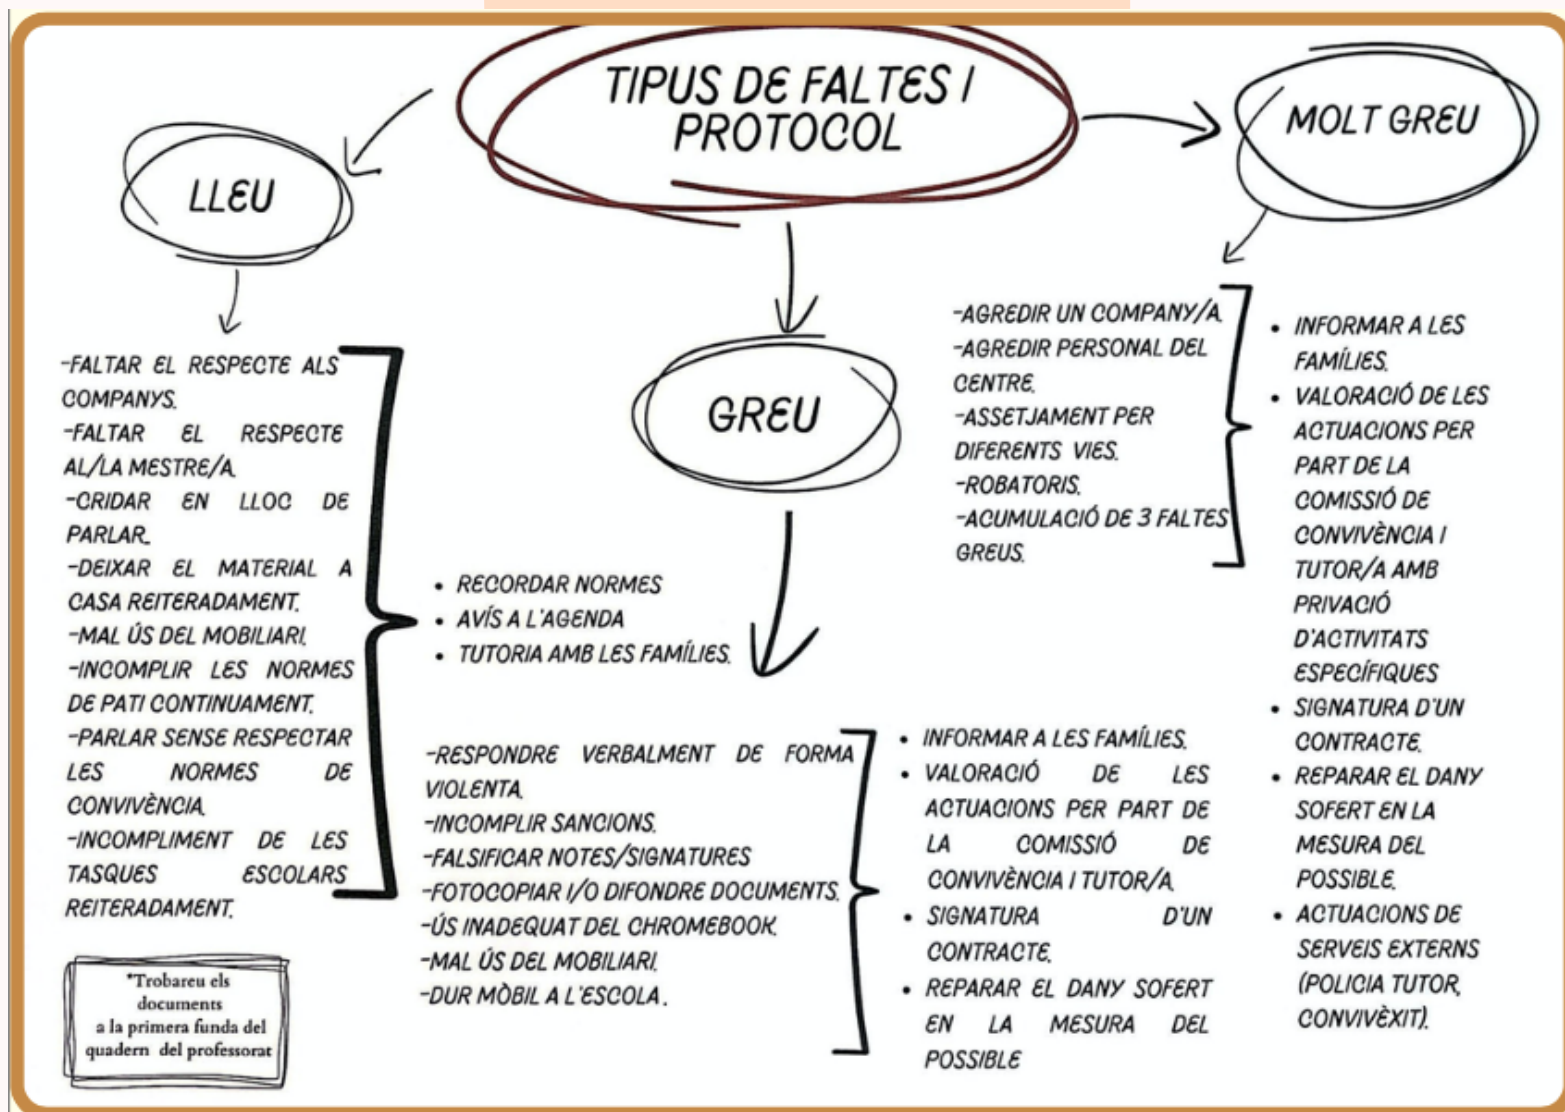 TIPUS DE FALTES I
PROTOCOL
LLEU
-FALTAR EL RESPECTE ALS
COMPANYS.
-FALTAR EL RESPECTE
AL/LA MESTRE/A.
-CRIDAR EN LLOC DE
PARLAR.
-DEIXAR EL MATERIAL A
CASA REITERADAMENT.
-MAL ÚS DEL MOBILIARI.
-INCOMPLIR LES NORMES
DE PATI CONTINUAMENT.
-PARLAR SENSE RESPECTAR
LES NORMES DE
CONVIVÈNCIA.
-INCOMPLIMENT DE LES
TASQUES ESCOLARS
REITERADAMENT.
• RECORDAR NORMES
• AVÍS A L'AGENDA
• TUTORIA AMB LES FAMÍLIES.
GREU
-RESPONDRE VERBALMENT DE FORMA
VIOLENTA.
-INCOMPLIR SANCIONS.
-FALSIFICAR NOTES/SIGNATURES
-FOTOCOPIAR I/O DIFONDRE DOCUMENTS.
-ÚS INADEQUAT DEL CHROMEBOOK.
-MAL ÚS DEL MOBILIARI.
-DUR MÒBIL A L'ESCOLA.
• INFORMAR A LES FAMÍLIES.
• VALORACIÓ DE LES
ACTUACIONS PER PART DE
LA COMISSIÓ DE
CONVIVÈNCIA I TUTOR/A.
• SIGNATURA D'UN
CONTRACTE.
• REPARAR EL DANY SOFERT
EN LA MESURA DEL
POSSIBLE
MOLT GREU
-AGREDIR UN COMPANY/A.
-AGREDIR PERSONAL DEL
CENTRE.
-ASSETJAMENT PER
DIFERENTS VIES.
-ROBATORIS.
-ACUMULACIÓ DE 3 FALTES
GREUS.
• INFORMAR A LES
FAMÍLIES.
• VALORACIÓ DE LES
ACTUACIONS PER
PART DE LA
COMISSIÓ DE
CONVIVÈNCIA I
TUTOR/A AMB
PRIVACIÓ
D'ACTIVITATS
ESPECÍFIQUES
• SIGNATURA D'UN
CONTRACTE.
• REPARAR EL DANY
SOFERT EN LA
MESURA DEL
POSSIBLE.
• ACTUACIONS DE
SERVEIS EXTERNS
(POLICIA TUTOR,
CONVIVÈXIT).
*Trobareu els
documents
a la primera funda del
quadern del professorat